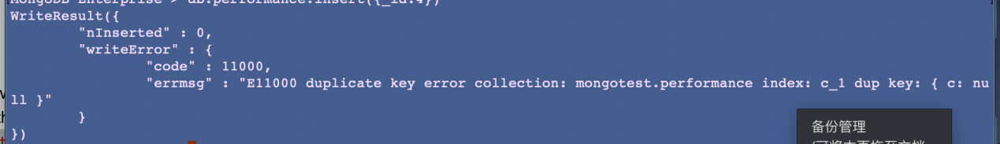 MongoDB Enterprise > db.performance.insert({_id:4})
WriteResult({
"nInserted" : 0,
"writeError" : {
"code" : 11000,
"errmsg" : "E11000 duplicate key error collection: mongotest.performance index: c_1 dup key: { c: nu
ll }"
}
})
备份管理